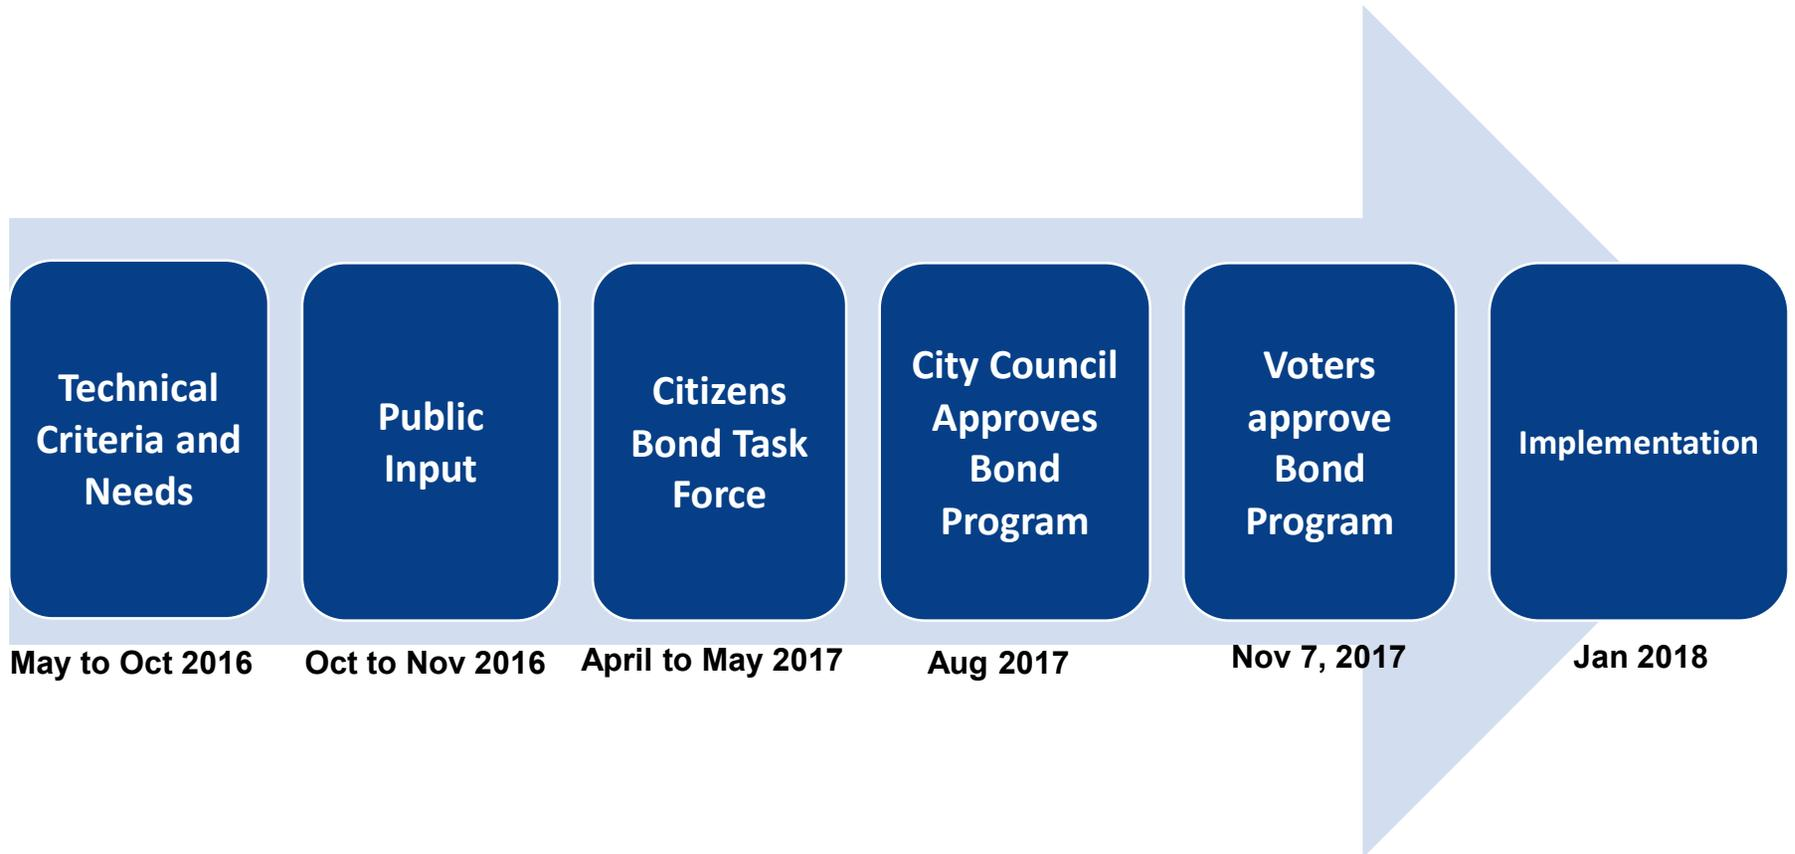 Technical
Criteria and
Needs
Public
Input
Citizens
Bond Task
Force
City Council
Approves
Bond
Program
Voters
approve
Bond
Program
Implementation
May to Oct 2016
Oct to Nov 2016
April to May 2017
Aug 2017
Nov 7, 2017
Jan 2018